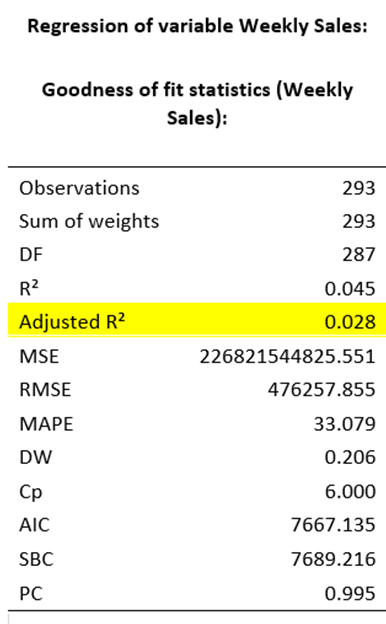 Regression of variable Weekly Sales:
Goodness of fit statistics (Weekly
Sales):
Observations 293
Sum of weights 293
DF 287
R² 0.045
Adjusted R² 0.028
MSE 226821544825.551
RMSE 476257.855
MAPE 33.079
DW 0.206
Cp 6.000
AIC 7667.135
SBC 7689.216
PC 0.995